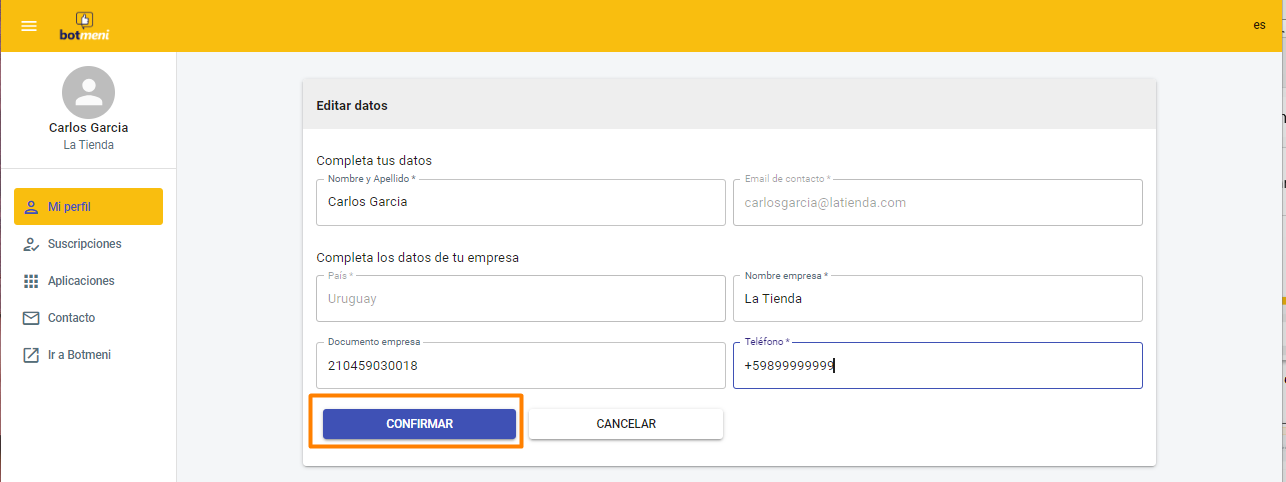 botmeni
es
Carlos Garcia
La Tienda
Mi perfil
Suscripciones
Aplicaciones
Contacto
Ir a Botmeni
Editar datos
Completa tus datos
Nombre y Apellido *
Carlos Garcia
Email de contacto *
carlosgarcia@latienda.com
Completa los datos de tu empresa
País *
Uruguay
Nombre empresa *
La Tienda
Documento empresa
210459030018
Teléfono *
+59899999999
CONFIRMAR
CANCELAR